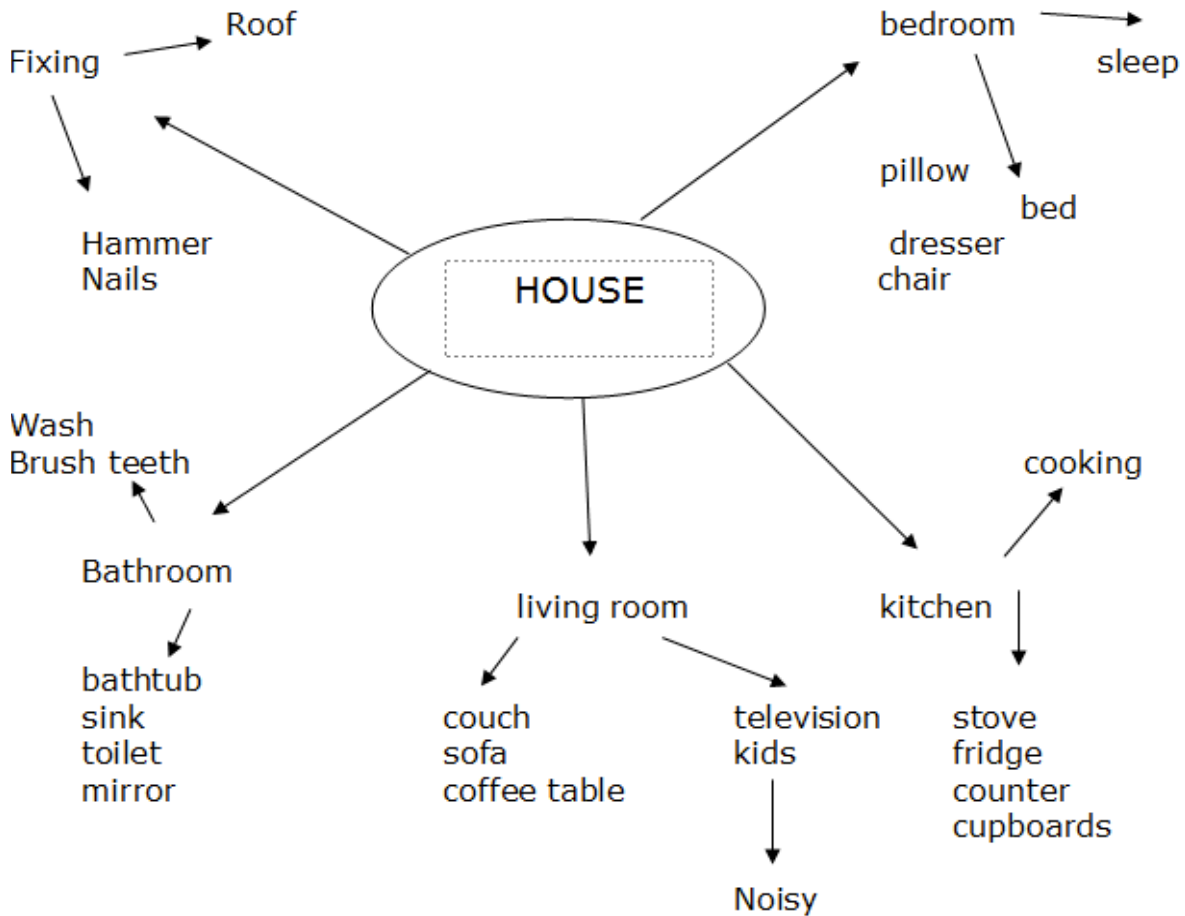 Roof
Fixing
Hammer
Nails
bedroom
sleep
pillow
bed
dresser
chair
HOUSE
Wash
Brush teeth
Bathroom
bathtub
sink
toilet
mirror
living room
couch
sofa
coffee table
television
kids
Noisy
cooking
kitchen
stove
fridge
counter
cupboards